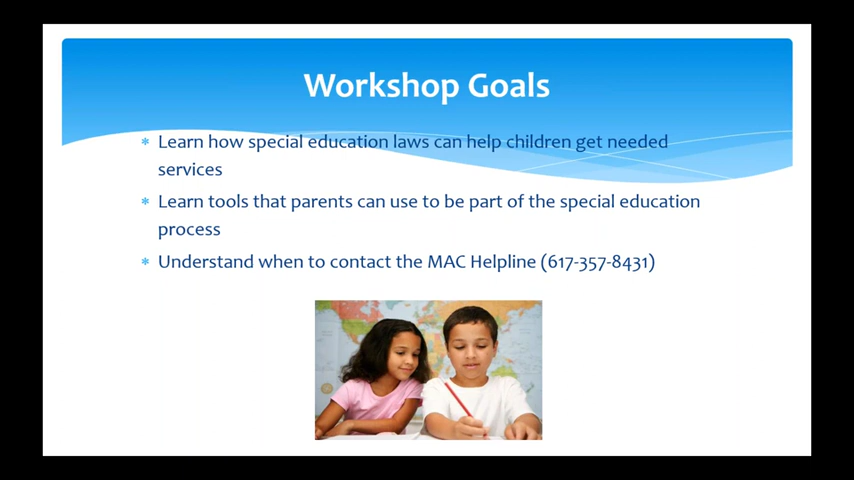 Workshop Goals
* Learn how special education laws can help children get needed
services
* Learn tools that parents can use to be part of the special education
process
* Understand when to contact the MAC Helpline (617-357-8431)